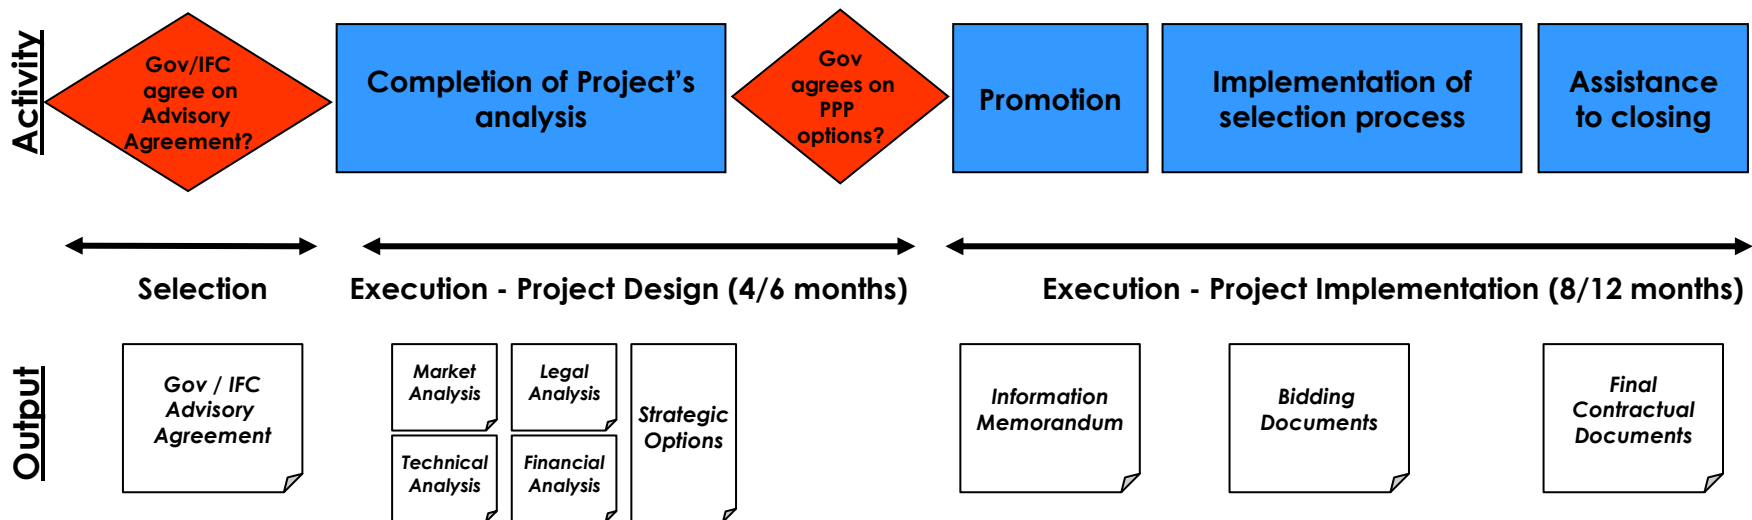 Activity
Gov/IFC
agree on
Advisory
Agreement?
Completion of Project's
analysis
Gov
agrees on
PPP
options?
Promotion
Implementation of
selection process
Assistance
to closing
Selection
Execution - Project Design (4/6 months)
Execution - Project Implementation (8/12 months)
Output
Gov / IFC
Advisory
Agreement
Market
Analysis
Legal
Analysis
Technical
Analysis
Financial
Analysis
Strategic
Options
Information
Memorandum
Bidding
Documents
Final
Contractual
Documents